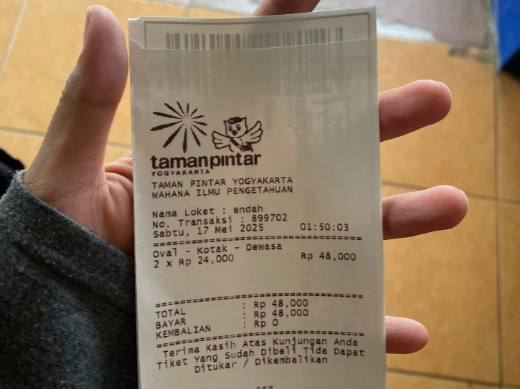 tamanpintar
YOGYAKARTA
TAMAN PINTAR YOGYAKARTA
WAHANA ILMU PENGETAHUAN
Nama Loket : endah
No. Transaksi : 899702
Sabtu, 17 Mei 2025 01:50:03
Oval - Kotak - Dewasa
2 x Rp 24,000 Rp 48,000
TOTAL : Rp 48,000
BAYAR : Rp 48,000
KEMBALIAN : Rp 0
Terima Kasih Atas Kunjungan Anda
Tiket Yang Sudah Dibeli Tida Dapat
Ditukar / Dikembalikan